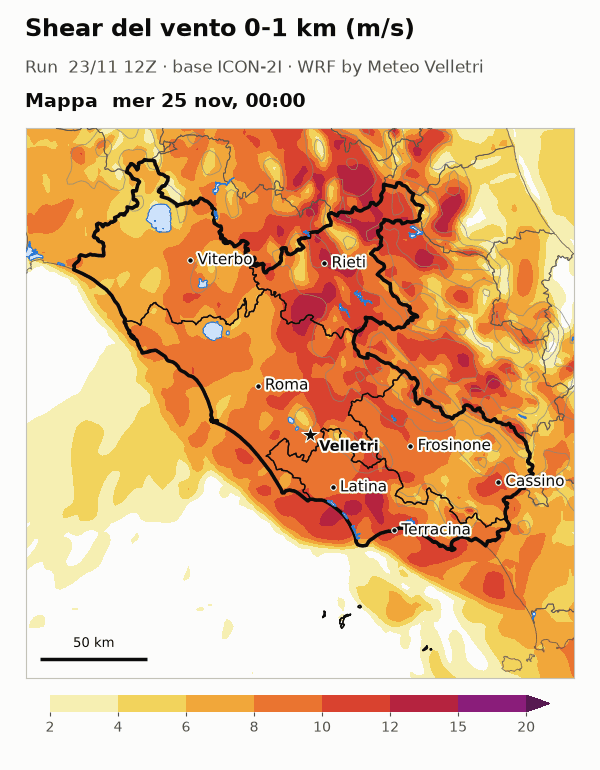 Shear del vento 0-1 km (m/s)
Run  23/11 12Z · base ICON-2I · WRF by Meteo Velletri
Mappa  mer 25 nov, 00:00
Viterbo
Rieti
Roma
Velletri
Frosinone
Cassino
Latina
Terracina
50 km
2 4 6 8 10 12 15 20